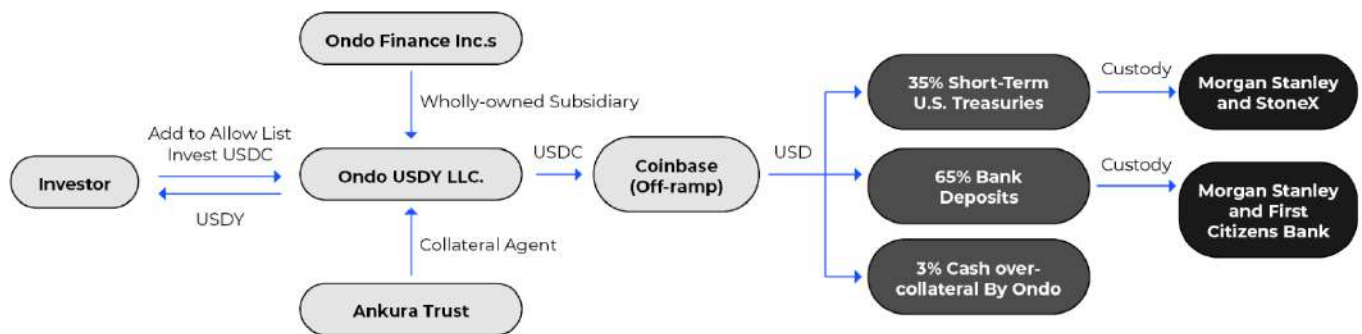 Ondo Finance Inc.s
Wholly-owned Subsidiary
Add to Allow List
Invest USDC
Investor
USDY
Ondo USDY LLC.
Collateral Agent
Ankura Trust
USDC
Coinbase
(Off-ramp)
USD
35% Short-Term
U.S. Treasuries
Custody
Morgan Stanley
and StoneX
65% Bank
Deposits
Custody
Morgan Stanley
and First
Citizens Bank
3% Cash over-
collateral By Ondo